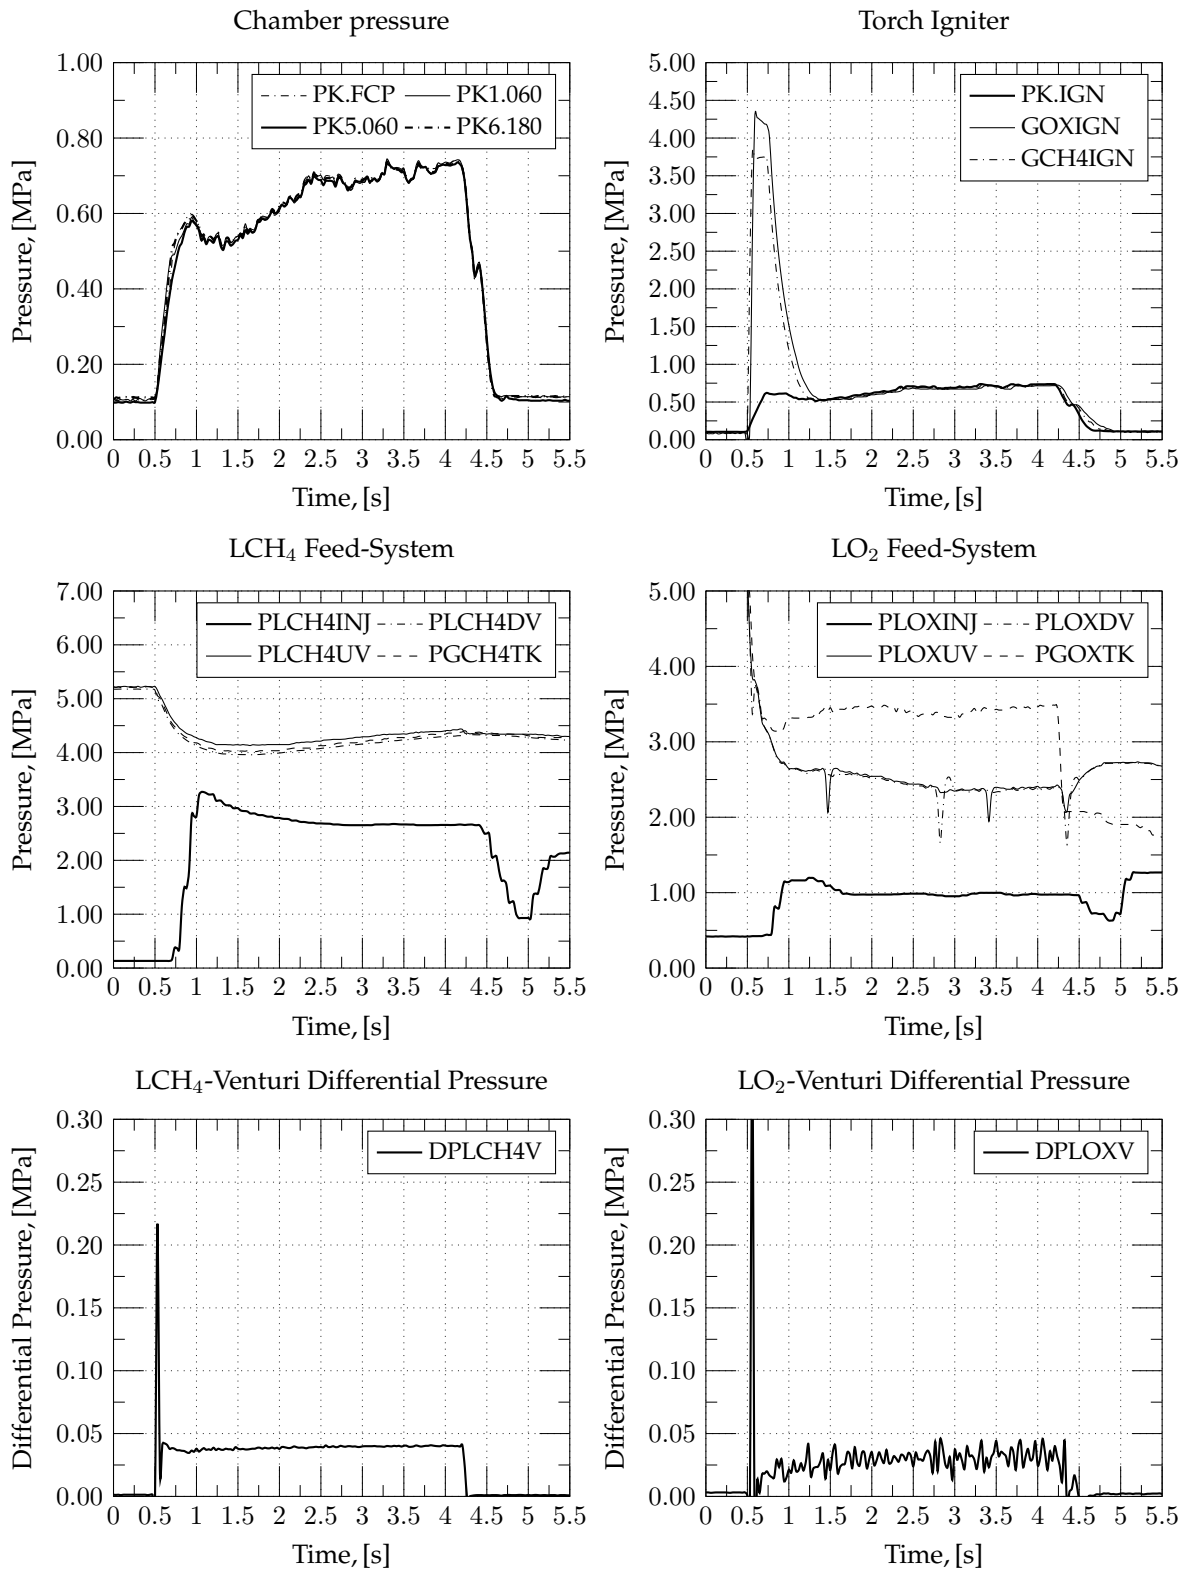 Chamber pressure
Pressure, [MPa]
1.00
0.80
0.60
0.40
0.20
0.00
PK.FCP PK1.060
PK5.060 PK6.180
0 0.5 1 1.5 2 2.5 3 3.5 4 4.5 5 5.5
Time, [s]
Torch Igniter
Pressure, [MPa]
5.00
4.50
4.00
3.50
3.00
2.50
2.00
1.50
1.00
0.50
0.00
PK.IGN
GOXIGN
GCH4IGN
0 0.5 1 1.5 2 2.5 3 3.5 4 4.5 5 5.5
Time, [s]
LCH₄ Feed-System
Pressure, [MPa]
7.00
6.00
5.00
4.00
3.00
2.00
1.00
0.00
PLCH4INJ PLCH4DV
PLCH4UV PGCH4TK
0 0.5 1 1.5 2 2.5 3 3.5 4 4.5 5 5.5
Time, [s]
LO₂ Feed-System
Pressure, [MPa]
5.00
4.00
3.00
2.00
1.00
0.00
PLOXINJ PLOXDV
PLOXUV PGOXTK
0 0.5 1 1.5 2 2.5 3 3.5 4 4.5 5 5.5
Time, [s]
LCH₄-Venturi Differential Pressure
Differential Pressure, [MPa]
0.30
0.25
0.20
0.15
0.10
0.05
0.00
DPLCH4V
0 0.5 1 1.5 2 2.5 3 3.5 4 4.5 5 5.5
Time, [s]
LO₂-Venturi Differential Pressure
Differential Pressure, [MPa]
0.30
0.25
0.20
0.15
0.10
0.05
0.00
DPLOXV
0 0.5 1 1.5 2 2.5 3 3.5 4 4.5 5 5.5
Time, [s]